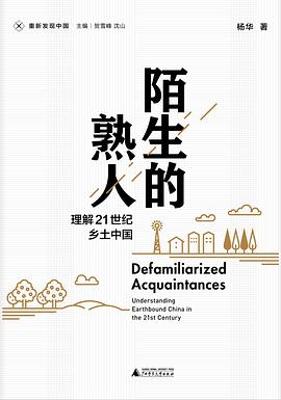 重新发现中国 主编｜贺雪峰 沈山
杨华 著
陌生的
熟人
理解21世纪
乡土中国
Defamiliarized
Acquaintances
Understanding
Earthbound China in
the 21st Century
广西师范大学出版社